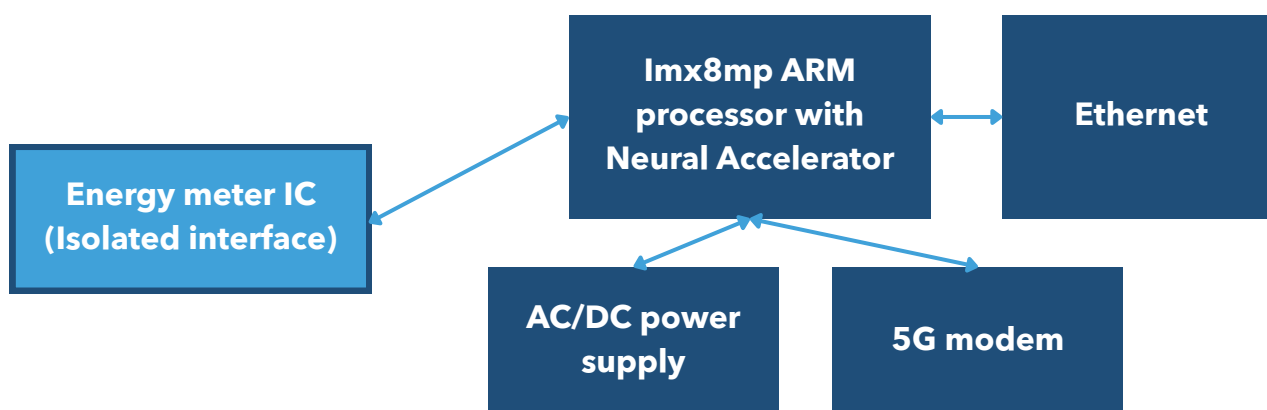 Imx8mp ARM
processor with
Neural Accelerator
Ethernet
Energy meter IC
(Isolated interface)
AC/DC power
supply
5G modem